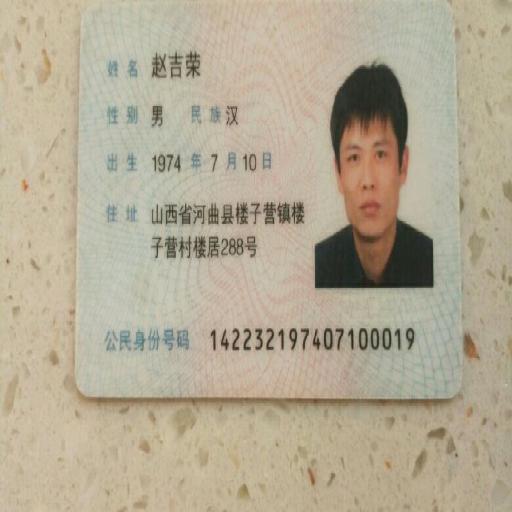 姓名 赵吉荣
性别 男 民族 汉
出生 1974 年 7 月 10 日
住址 山西省河曲县楼子营镇楼
子营村楼居288号
公民身份号码 142232197407100019